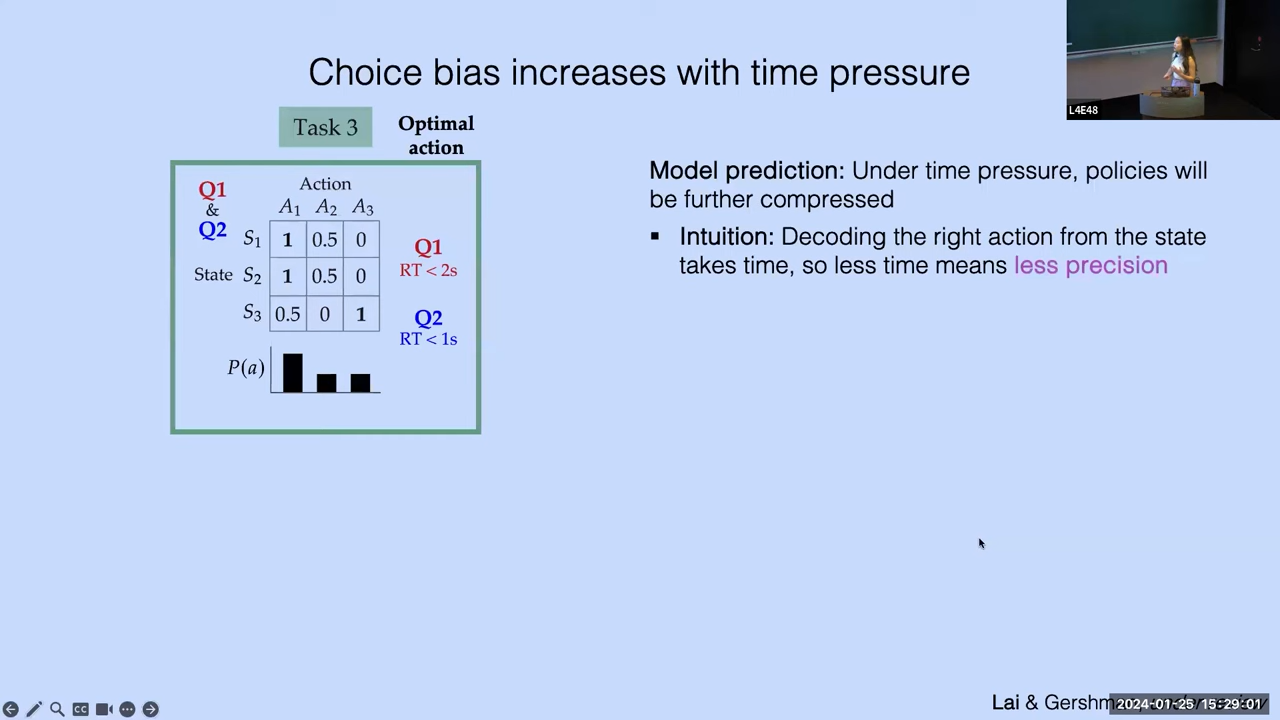 Choice bias increases with time pressure
Task 3
Optimal
action
Q1
&
Q2
Action
A1 A2 A3
S1 1 0.5 0
State S2 1 0.5 0
S3 0.5 0 1
P(a)
Q1
RT < 2s
Q2
RT < 1s
Model prediction: Under time pressure, policies will
be further compressed
▪ Intuition: Decoding the right action from the state
takes time, so less time means less precision
L4E48
CC
Lai & Gershma
2024-01-25 15:29:01